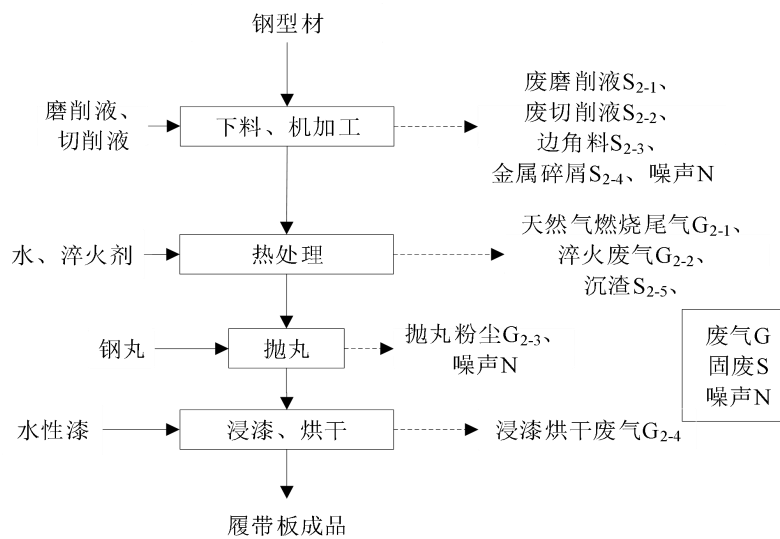 钢型材
磨削液、
切削液
下料、机加工
废磨削液S2-1、
废切削液S2-2、
边角料S2-3、
金属碎屑S2-4、噪声N
水、淬火剂
热处理
天然气燃烧尾气G2-1、
淬火废气G2-2、
沉渣S2-5、
钢丸
抛丸
抛丸粉尘G2-3、
噪声N
废气G
固废S
噪声N
水性漆
浸漆、烘干
浸漆烘干废气G2-4
履带板成品